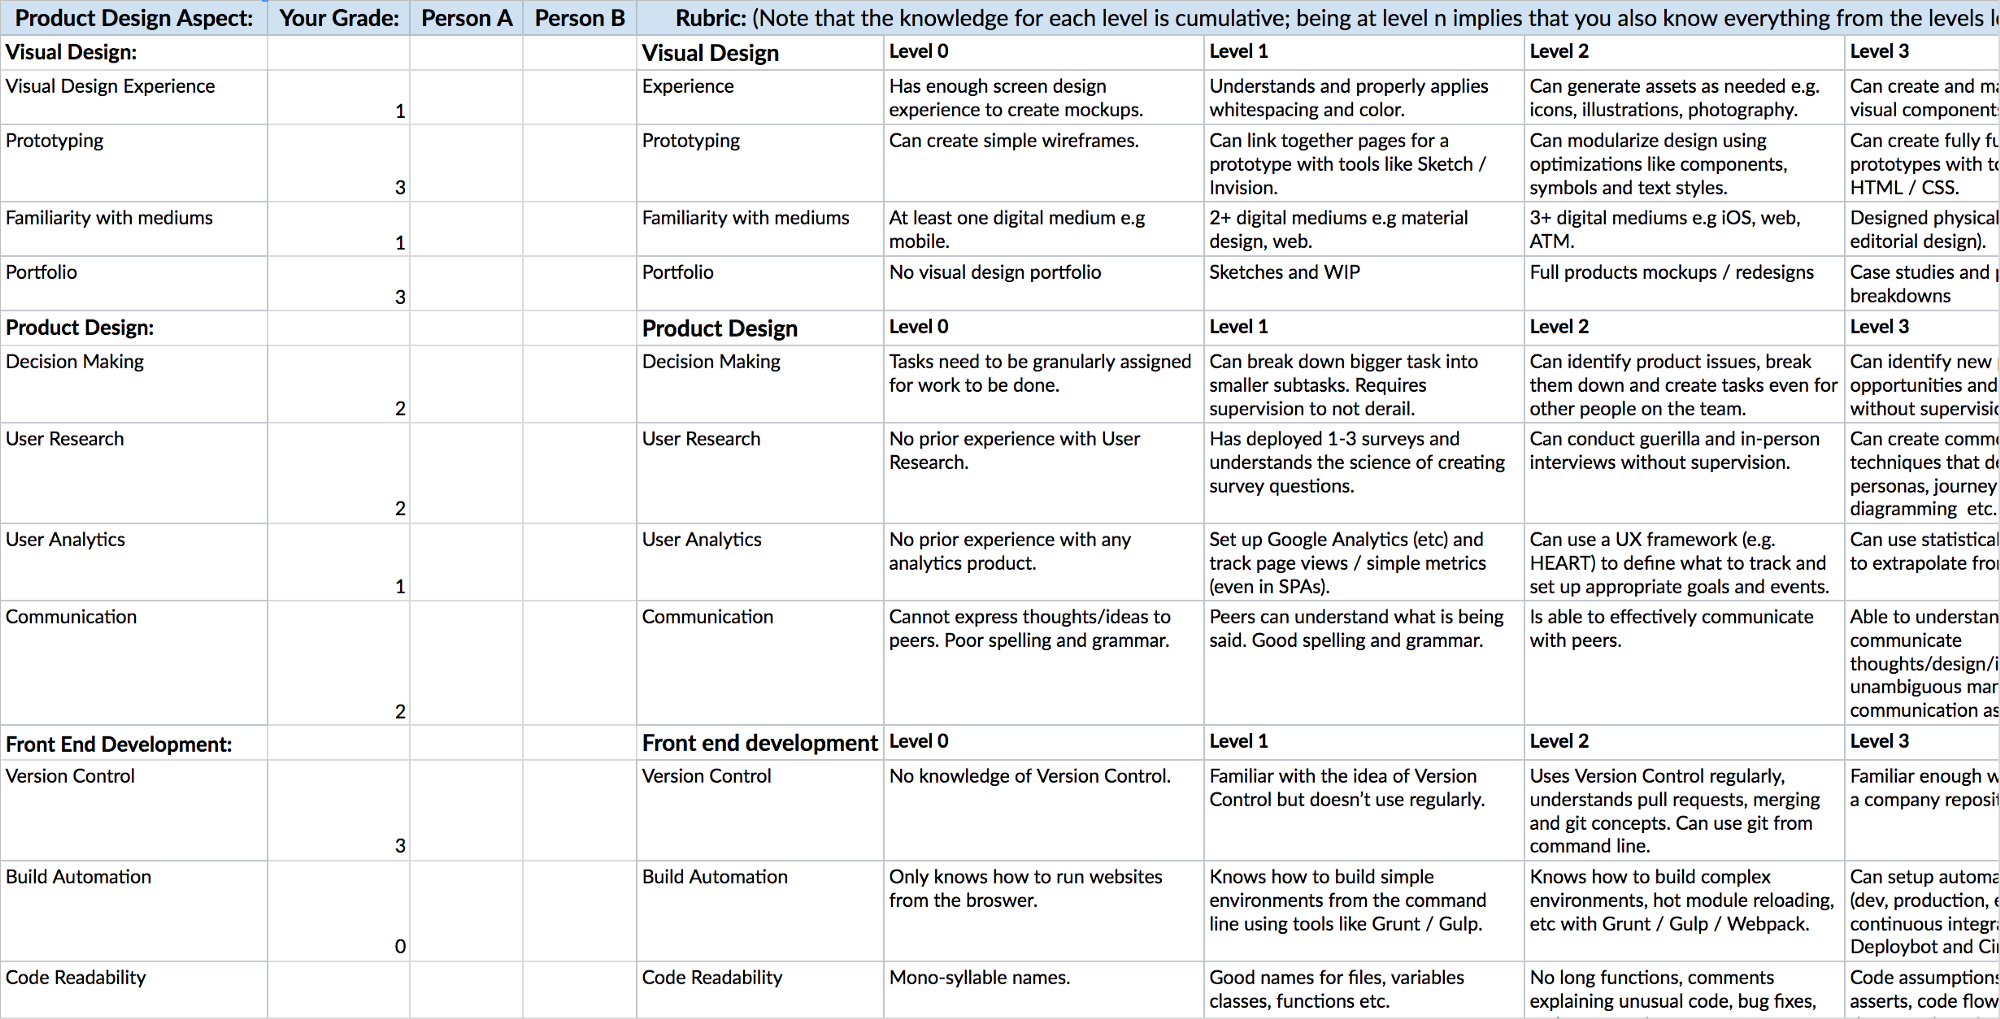 Product Design Aspect: Your Grade: Person A Person B Rubric: (Note that the knowledge for each level is cumulative; being at level n implies that you also know everything from the levels
Visual Design: Visual Design Level 0 Level 1 Level 2 Level 3
Visual Design Experience Experience Has enough screen design Understands and properly applies Can generate assets as needed e.g. Can create and
1 experience to create mockups. whitespacing and color. icons, illustrations, photography. visual
Prototyping Prototyping Can create simple wireframes. Can link together pages for a Can modularize design using Can create fully
prototype with tools like Sketch / optimizations like components, prototypes with
3 Invision. symbols and text styles. HTML / CSS.
Familiarity with mediums Familiarity with mediums At least one digital medium e.g 2+ digital mediums e.g material 3+ digital mediums e.g iOS, web, Designed physical
1 mobile. design, web. ATM. editorial design).
Portfolio Portfolio No visual design portfolio Sketches and WIP Full products mockups / redesigns Case studies and
3 breakdowns
Product Design: Product Design Level 0 Level 1 Level 2 Level 3
Decision Making Decision Making Tasks need to be granularly assigned Can break down bigger task into Can identify product issues, break Can identify new
for work to be done. smaller subtasks. Requires them down and create tasks even for opportunities and
2 supervision to not derail. other people on the team. without
User Research User Research No prior experience with User Has deployed 1-3 surveys and Can conduct guerilla and in-person Can create
Research. understands the science of creating interviews without supervision. techniques that
survey questions. personas, journey
2 diagramming etc.
User Analytics User Analytics No prior experience with any Set up Google Analytics (etc) and Can use a UX framework (e.g. Can use statistical
analytics product. track page views / simple metrics HEART) to define what to track and to extrapolate
1 (even in SPAs). set up appropriate goals and events.
Communication Communication Cannot express thoughts/ideas to Peers can understand what is being Is able to effectively communicate Able to
peers. Poor spelling and grammar. said. Good spelling and grammar. with peers. communicate
thoughts/design/
unambiguous
2 communication as
Front End Development: Front end development Level 0 Level 1 Level 2 Level 3
Version Control Version Control No knowledge of Version Control. Familiar with the idea of Version Uses Version Control regularly, Familiar enough
Control but doesn't use regularly. understands pull requests, merging a company
and git concepts. Can use git from
3 command line.
Build Automation Build Automation Only knows how to run websites Knows how to build simple Knows how to build complex Can setup
from the broswer. environments from the command environments, hot module reloading, (dev, production,
line using tools like Grunt / Gulp. etc with Grunt / Gulp / Webpack. continuous
0 Deploybot and
Code Readability Code Readability Mono-syllable names. Good names for files, variables No long functions, comments Code assumptions
classes, functions etc. explaining unusual code, bug fixes, asserts, code flow